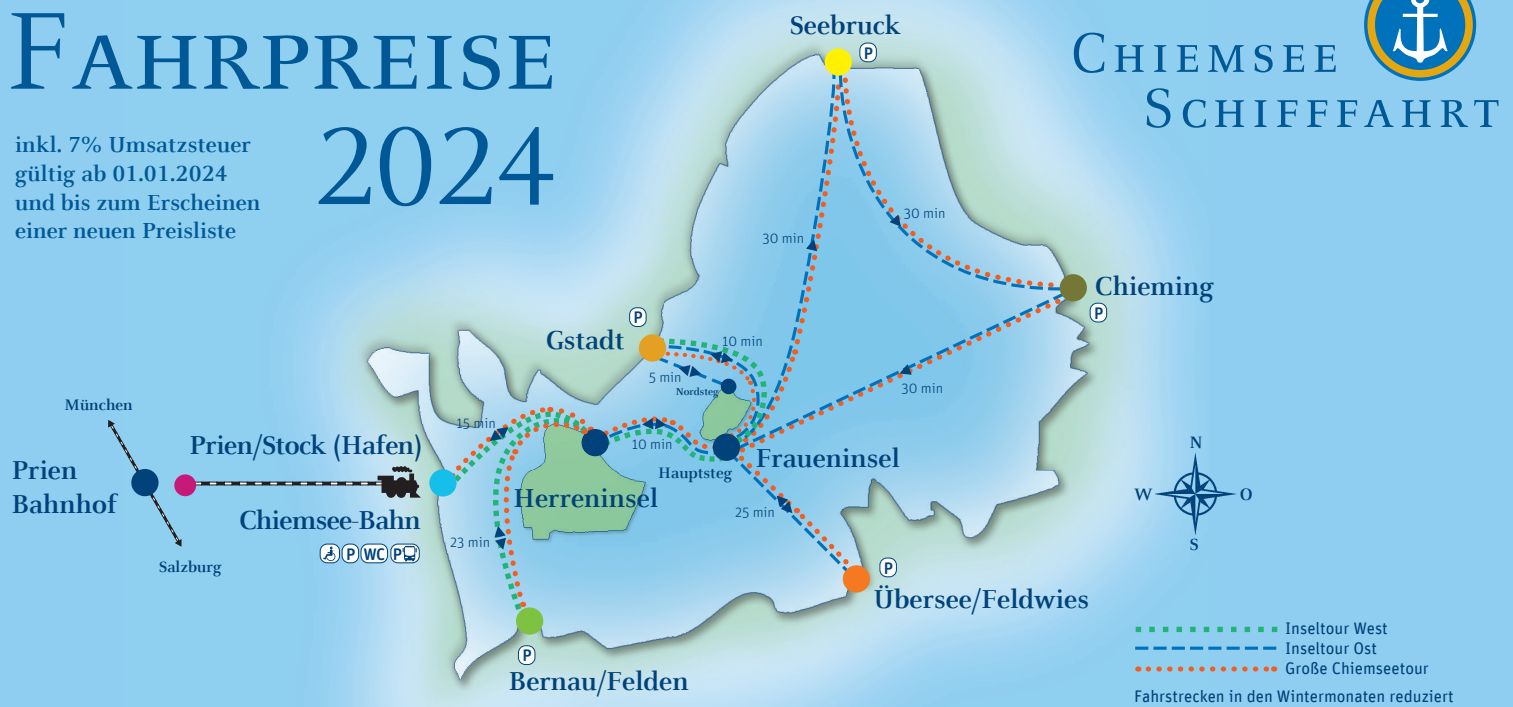 FAHRPREISE
2024
inkl. 7% Umsatzsteuer
gültig ab 01.01.2024
und bis zum Erscheinen
einer neuen Preisliste
CHIEMSEE
SCHIFFFAHRT
Seebruck
P
30 min
30 min
Chieming
P
P
Gstadt
10 min
5 min
Nordsteg
30 min
München
15 min
Prien/Stock (Hafen)
10 min
Fraueninsel
Hauptsteg
Prien
Bahnhof
Herreninsel
Chiemsee-Bahn
P WC P
23 min
25 min
Salzburg
P
Übersee/Feldwies
P
Bernau/Felden
N
W
O
S
Inseltour West
Inseltour Ost
Große Chiemseetour
Fahrstrecken in den Wintermonaten reduziert